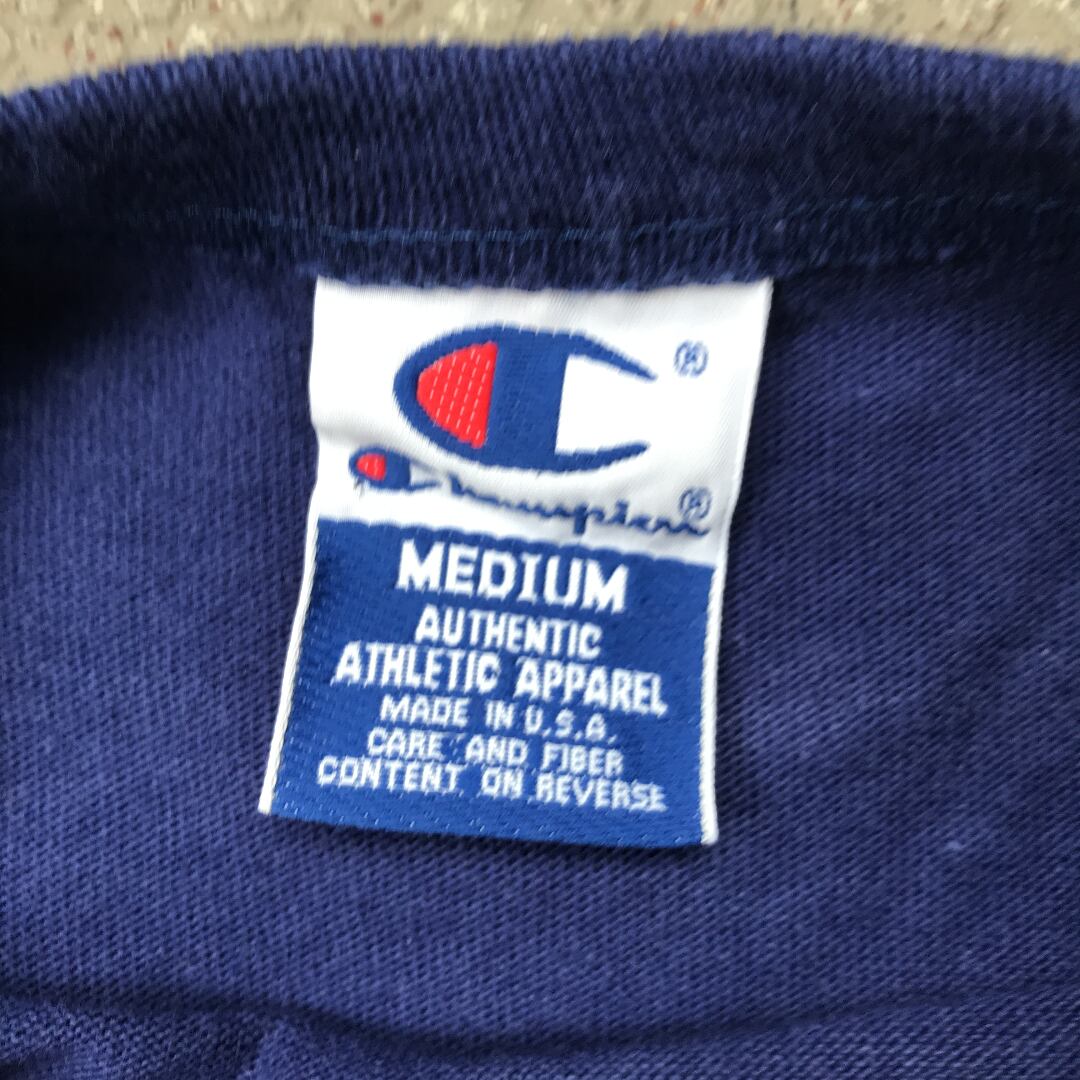 ®
Champion®
MEDIUM
AUTHENTIC
ATHLETIC APPAREL
MADE IN U.S.A.
CARE AND FIBER
CONTENT ON REVERSE